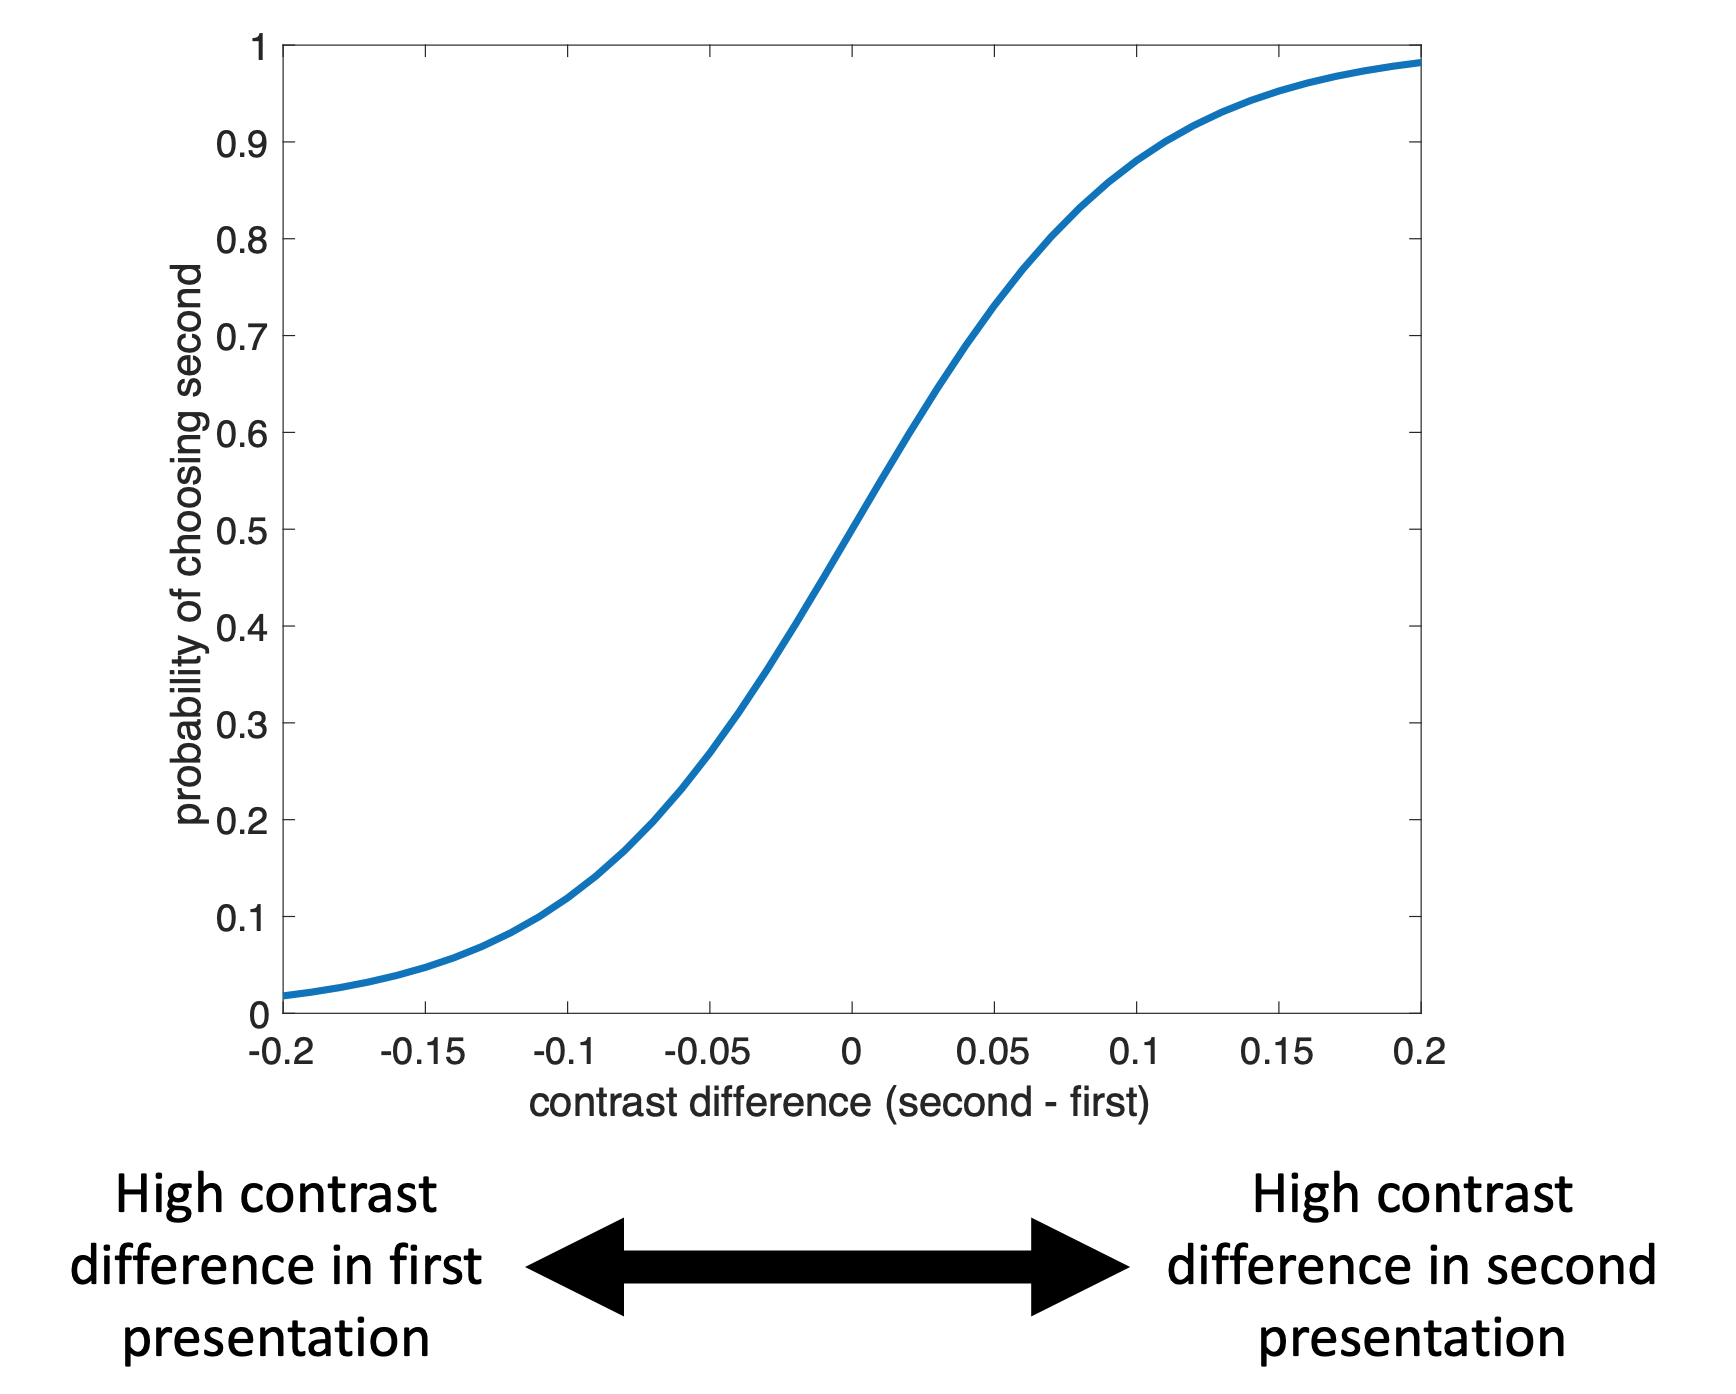 1
0.9
0.8
0.7
0.6
0.5
0.4
0.3
0.2
0.1
0
probability of choosing second
-0.2 -0.15 -0.1 -0.05 0 0.05 0.1 0.15 0.2
contrast difference (second - first)
High contrast
difference in first
presentation
High contrast
difference in second
presentation